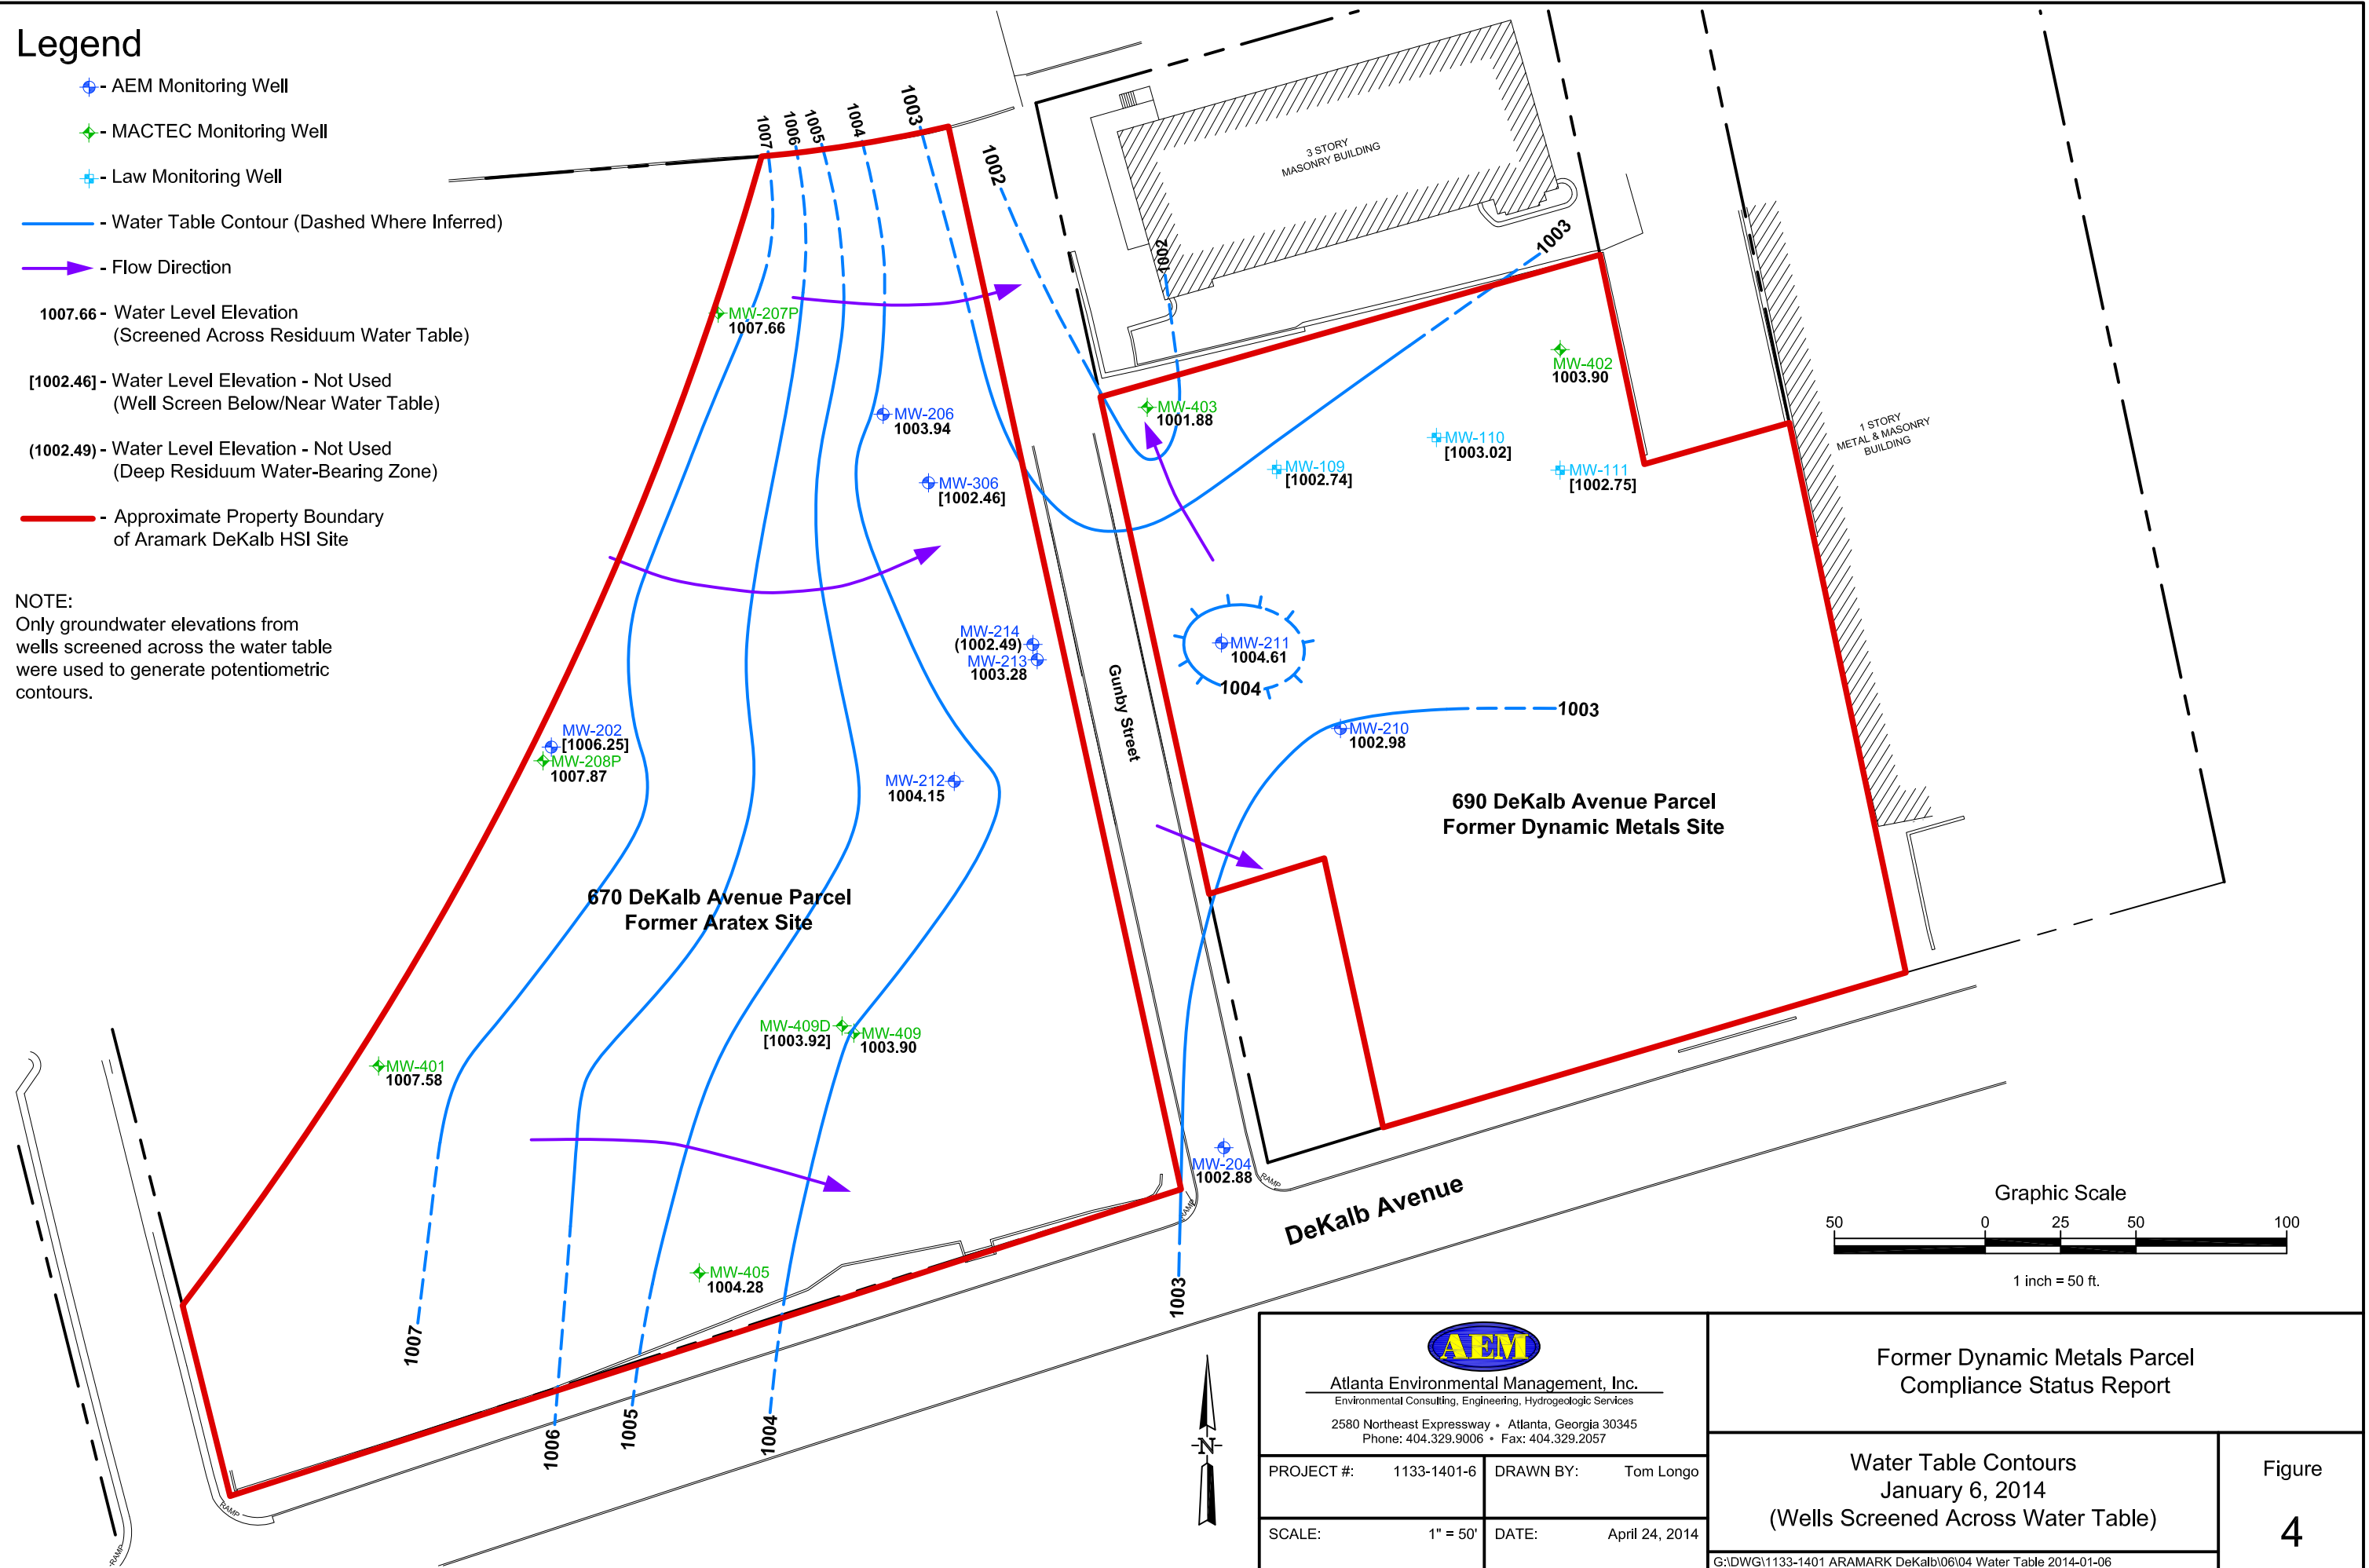 Legend
- AEM Monitoring Well
- MACTEC Monitoring Well
- Law Monitoring Well
- Water Table Contour (Dashed Where Inferred)
- Flow Direction
1007.66 - Water Level Elevation
(Screened Across Residuum Water Table)
[1002.46] - Water Level Elevation - Not Used
(Well Screen Below/Near Water Table)
(1002.49) - Water Level Elevation - Not Used
(Deep Residuum Water-Bearing Zone)
- Approximate Property Boundary
of Aramark DeKalb HSI Site
NOTE:
Only groundwater elevations from
wells screened across the water table
were used to generate potentiometric
contours.
1007
1006
1005
1004
1003
1002
1002
1003
3 STORY
MASONRY BUILDING
1 STORY
METAL & MASONRY
BUILDING
MW-207P
1007.66
MW-206
1003.94
MW-306
[1002.46]
MW-403
1001.88
MW-402
1003.90
MW-110
[1003.02]
MW-109
[1002.74]
MW-111
[1002.75]
MW-214
(1002.49)
MW-213
1003.28
MW-211
1004.61
1004
Gunby Street
1003
MW-210
1002.98
MW-202
[1006.25]
MW-208P
1007.87
MW-212
1004.15
690 DeKalb Avenue Parcel
Former Dynamic Metals Site
670 DeKalb Avenue Parcel
Former Aratex Site
MW-409D
[1003.92]
MW-409
1003.90
MW-401
1007.58
MW-204
1002.88
MW-405
1004.28
RAMP
RAMP
RAMP
RAMP
DeKalb Avenue
1007
1006
1005
1004
1003
Graphic Scale
50 0 25 50 100
1 inch = 50 ft.
-N-
AEM
Atlanta Environmental Management, Inc.
Environmental Consulting, Engineering, Hydrogeologic Services
2580 Northeast Expressway • Atlanta, Georgia 30345
Phone: 404.329.9006 • Fax: 404.329.2057
PROJECT #: 1133-1401-6
DRAWN BY: Tom Longo
SCALE: 1" = 50'
DATE: April 24, 2014
Former Dynamic Metals Parcel
Compliance Status Report
Water Table Contours
January 6, 2014
(Wells Screened Across Water Table)
Figure
4
G:\DWG\1133-1401 ARAMARK DeKalb\06\04 Water Table 2014-01-06